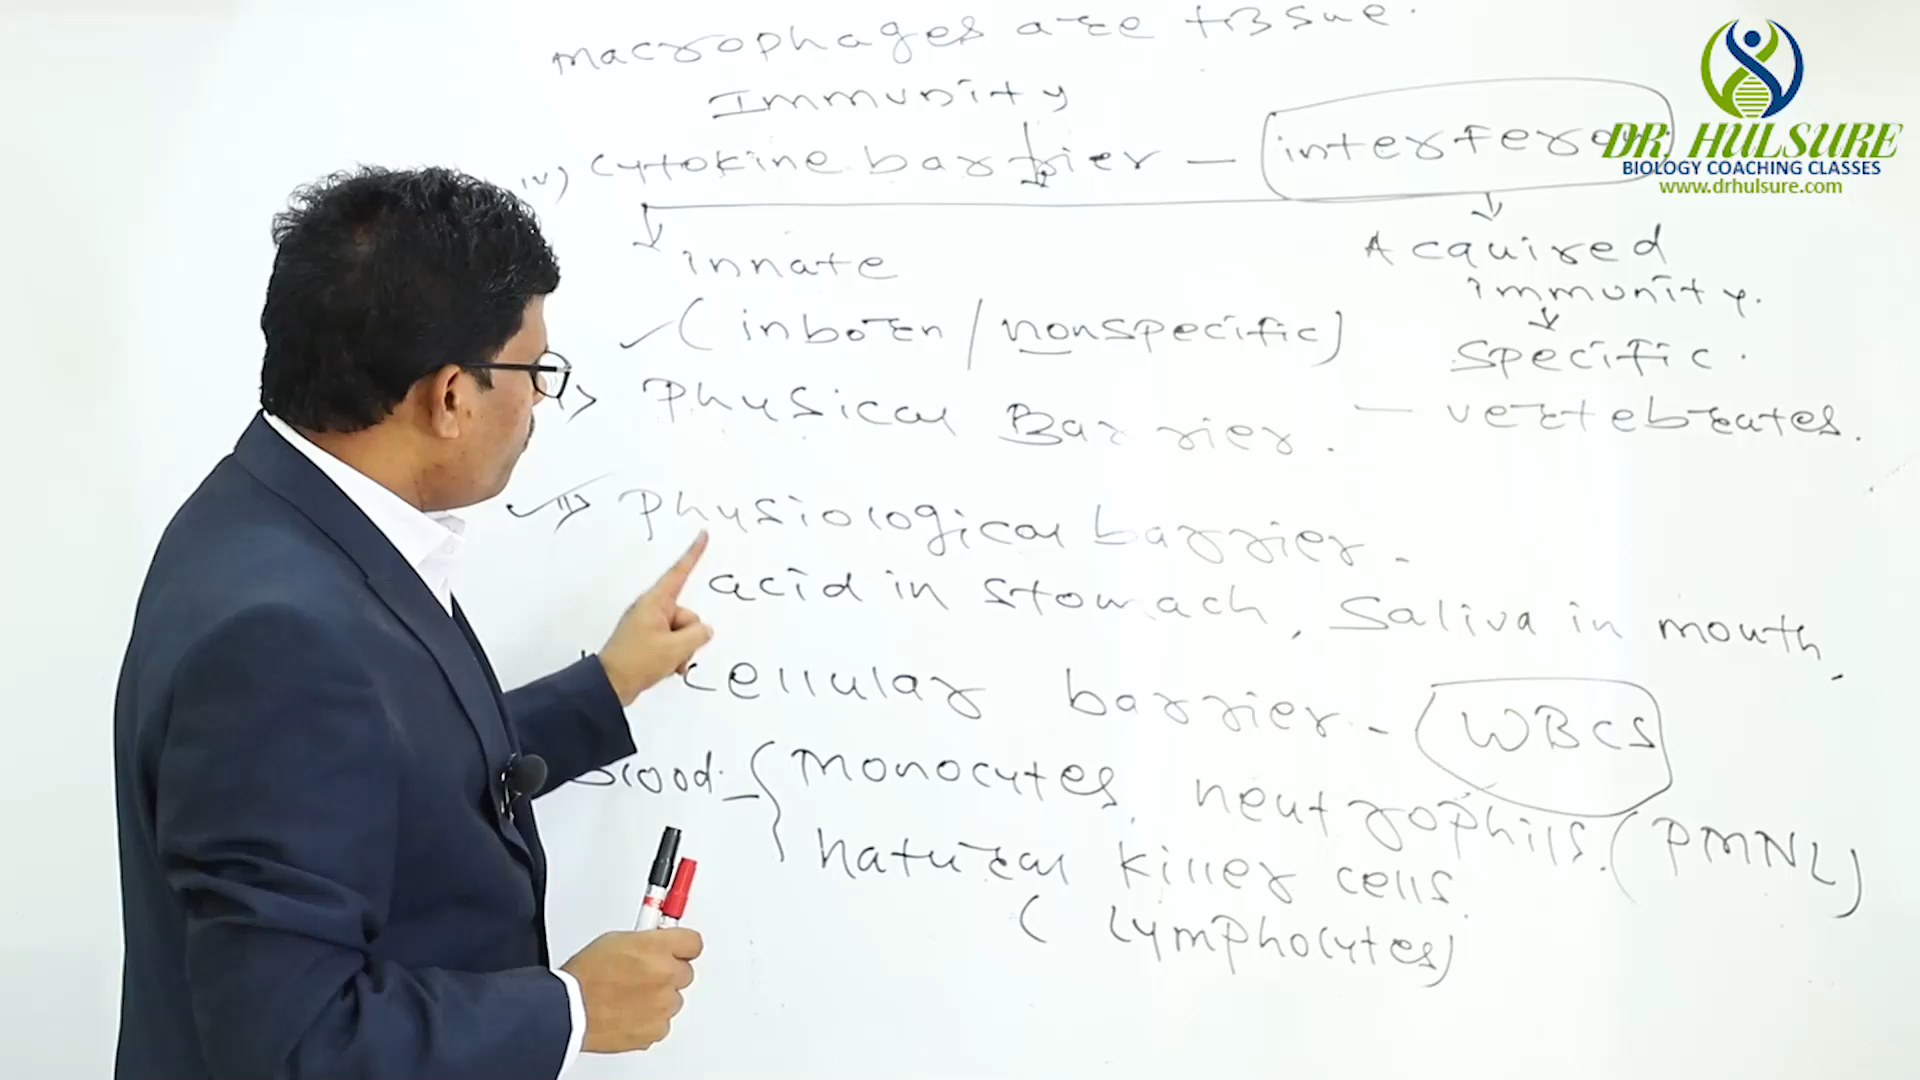 macrophages are tissue.
Immunity
iv) Cytokine barrier - interferon
innate
Acquired
immunity.
(inborn/nonspecific)
specific.
i) Physical Barrier.
- vertebrates.
ii) Physiological barrier.
acid in stomach, Saliva in mouth,
cellular barrier - WBCs
Blood - { monocytes, neutrophils. (PMNL)
natural killer cells.
(lymphocytes)
DR. HULSURE
BIOLOGY COACHING CLASSES
www.drhulsure.com